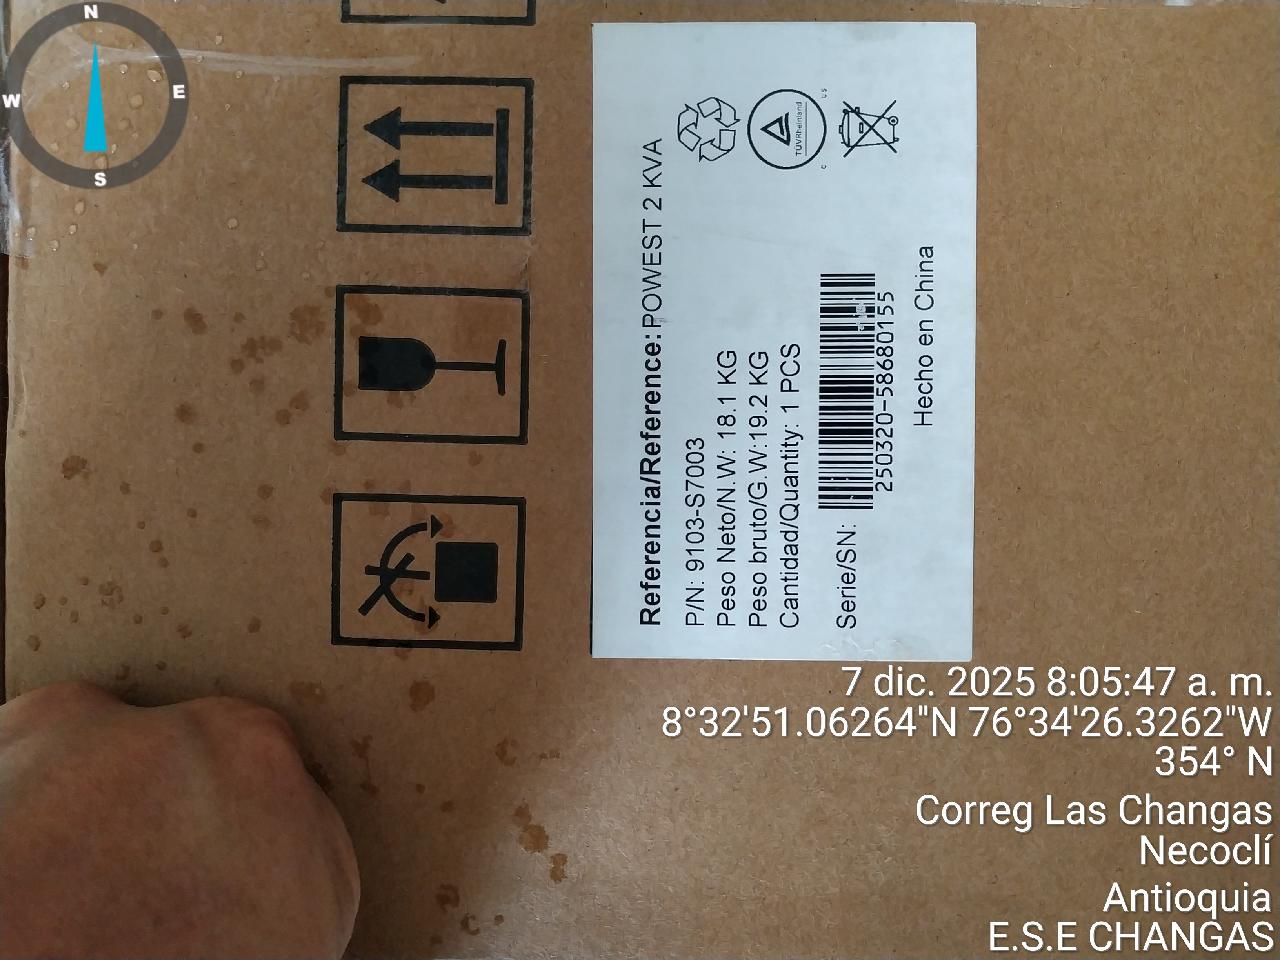 N
W
E
S
Referencia/Reference:POWEST 2 KVA
P/N: 9103-S7003
Peso Neto/N.W: 18.1 KG
Peso bruto/G.W:19.2 KG
Cantidad/Quantity: 1 PCS
Serie/SN:
250320-58680155
Hecho en China
TÜVRheinland
C US
7 dic. 2025 8:05:47 a. m.
8°32'51.06264"N 76°34'26.3262"W
354° N
Correg Las Changas
Necoclí
Antioquia
E.S.E CHANGAS